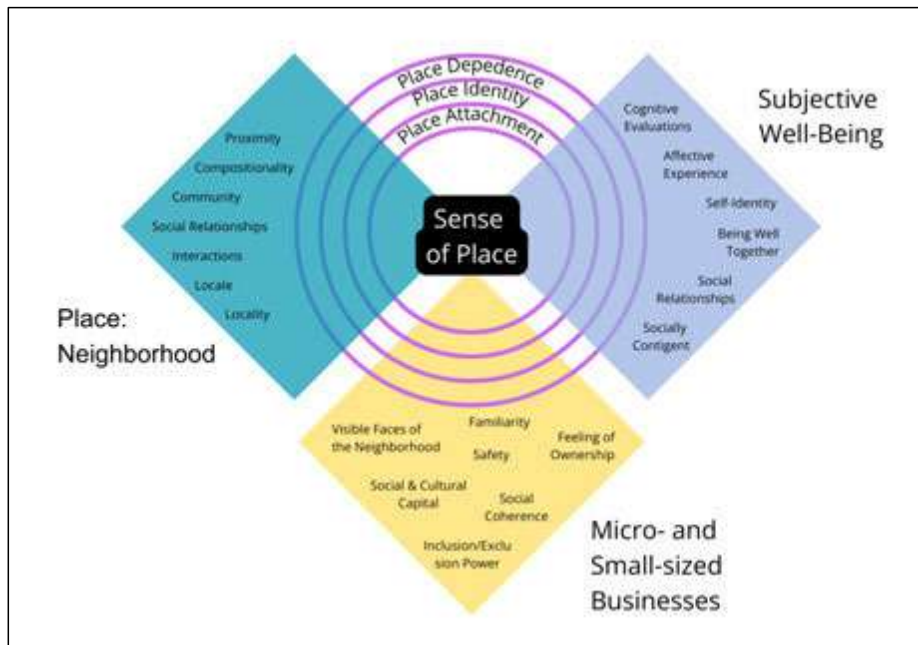 Place Depedence
Place Identity
Place Attachment
Sense
of Place
Proximity
Compositionality
Community
Social Relationships
Interactions
Locale
Locality
Place:
Neighborhood
Cognitive
Evaluations
Affective
Experience
Self-Identity
Being Well
Together
Social
Relationships
Socially
Contigent
Subjective
Well-Being
Visible Faces of
the Neighborhood
Familiarity
Safety
Feeling of
Ownership
Social & Cultural
Capital
Social
Coherence
Inclusion/Exclu
sion Power
Micro- and
Small-sized
Businesses